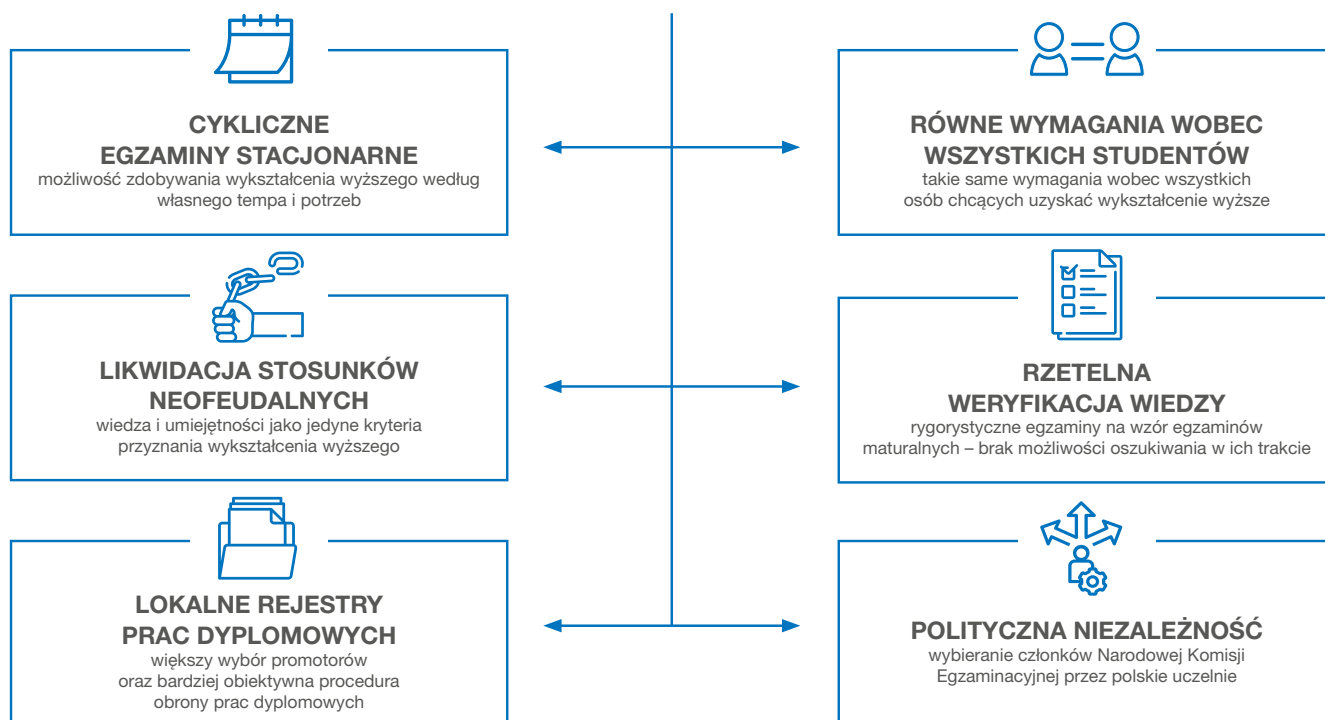 CYKLICZNE
EGZAMINY STACJONARNE
możliwość zdobywania wykształcenia wyższego według
własnego tempa i potrzeb
RÓWNE WYMAGANIA WOBEC
WSZYSTKICH STUDENTÓW
takie same wymagania wobec wszystkich
osób chcących uzyskać wykształcenie wyższe
LIKWIDACJA STOSUNKÓW
NEOFEUDALNYCH
wiedza i umiejętności jako jedyne kryteria
przyznania wykształcenia wyższego
RZETELNA
WERYFIKACJA WIEDZY
rygorystyczne egzaminy na wzór egzaminów
maturalnych – brak możliwości oszukiwania w ich trakcie
LOKALNE REJESTRY
PRAC DYPLOMOWYCH
większy wybór promotorów
oraz bardziej obiektywna procedura
obrony prac dyplomowych
POLITYCZNA NIEZALEŻNOŚĆ
wybieranie członków Narodowej Komisji
Egzaminacyjnej przez polskie uczelnie